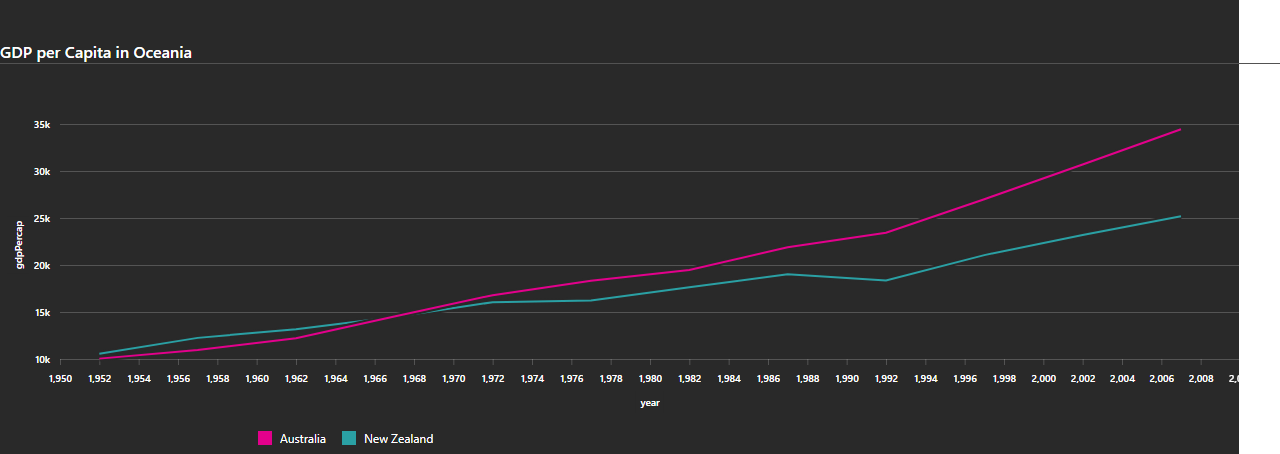 GDP per Capita in Oceania
35k
30k
25k
20k
15k
10k
gdpPercap
1,950 1,952 1,954 1,956 1,958 1,960 1,962 1,964 1,966 1,968 1,970 1,972 1,974 1,976 1,978 1,980 1,982 1,984 1,986 1,988 1,990 1,992 1,994 1,996 1,998 2,000 2,002 2,004 2,006 2,008
year
Australia New Zealand